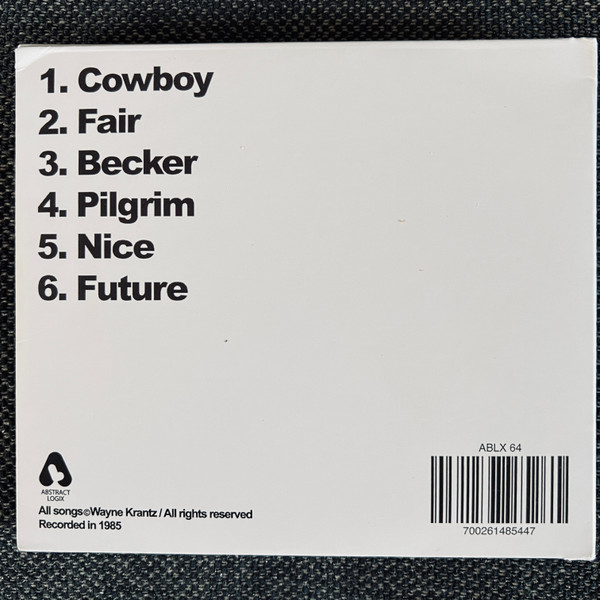 1. Cowboy
2. Fair
3. Becker
4. Pilgrim
5. Nice
6. Future
ABSTRACT
LOGIX
All songs©Wayne Krantz / All rights reserved
Recorded in 1985
ABLX 64
700261485447